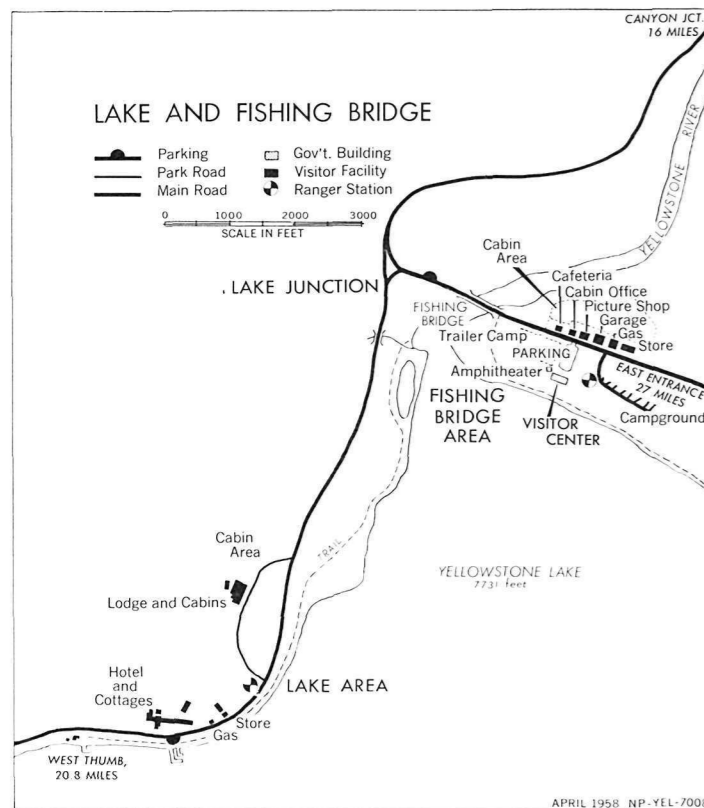 CANYON JCT.
16 MILES
LAKE AND FISHING BRIDGE
Parking
Park Road
Main Road
Gov't. Building
Visitor Facility
Ranger Station
0 1000 2000 3000
SCALE IN FEET
YELLOWSTONE RIVER
Cabin
Area
Cafeteria
Cabin Office
Picture Shop
Garage
Gas
Store
LAKE JUNCTION
FISHING
BRIDGE
Trailer Camp
PARKING
Amphitheater
EAST ENTRANCE
27 MILES
Campground
FISHING
BRIDGE
AREA
VISITOR
CENTER
TRAIL
Cabin
Area
Lodge and Cabins
YELLOWSTONE LAKE
7731 feet
Hotel
and
Cottages
LAKE AREA
Store
Gas
WEST THUMB,
20.8 MILES
APRIL 1958 NP-YEL-7008